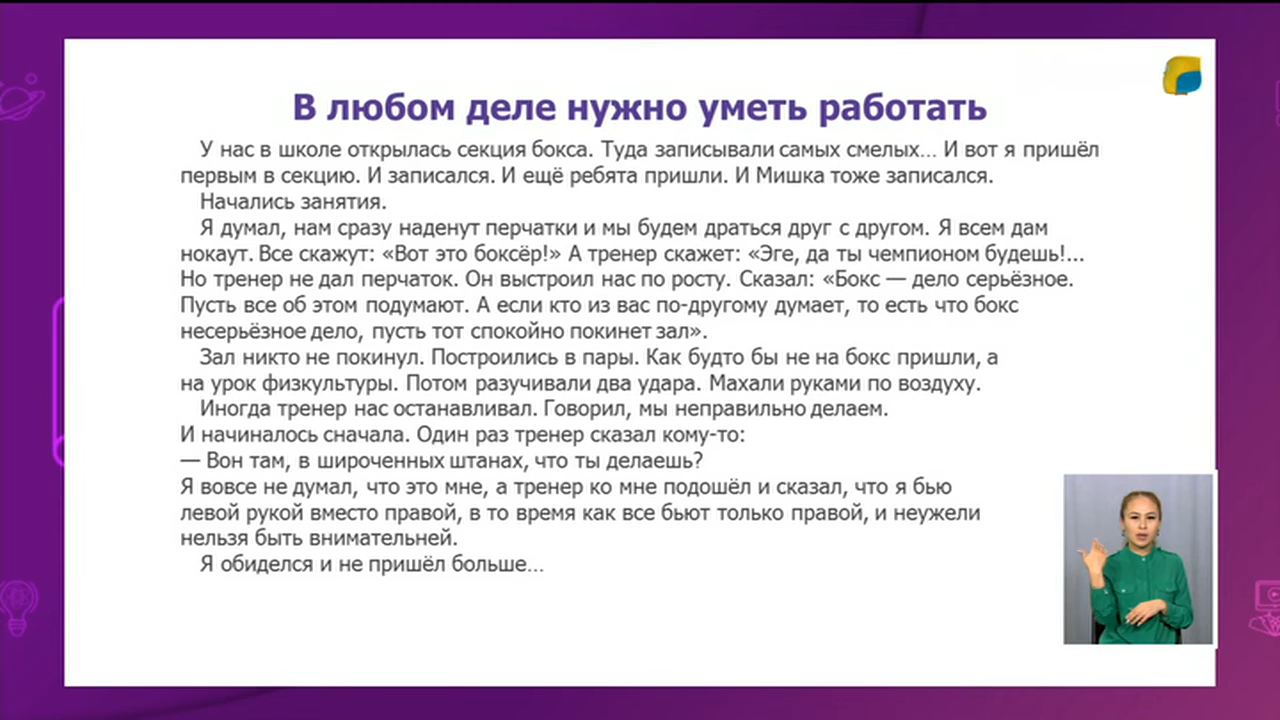 В любом деле нужно уметь работать
У нас в школе открылась секция бокса. Туда записывали самых смелых... И вот я пришёл
первым в секцию. И записался. И ещё ребята пришли. И Мишка тоже записался.
Начались занятия.
Я думал, нам сразу наденут перчатки и мы будем драться друг с другом. Я всем дам
нокаут. Все скажут: «Вот это боксёр!» А тренер скажет: «Эге, да ты чемпионом будешь!...
Но тренер не дал перчаток. Он выстроил нас по росту. Сказал: «Бокс — дело серьёзное.
Пусть все об этом подумают. А если кто из вас по-другому думает, то есть что бокс
несерьёзное дело, пусть тот спокойно покинет зал».
Зал никто не покинул. Построились в пары. Как будто бы не на бокс пришли, а
на урок физкультуры. Потом разучивали два удара. Махали руками по воздуху.
Иногда тренер нас останавливал. Говорил, мы неправильно делаем.
И начиналось сначала. Один раз тренер сказал кому-то:
— Вон там, в широченных штанах, что ты делаешь?
Я вовсе не думал, что это мне, а тренер ко мне подошёл и сказал, что я бью
левой рукой вместо правой, в то время как все бьют только правой, и неужели
нельзя быть внимательней.
Я обиделся и не пришёл больше...